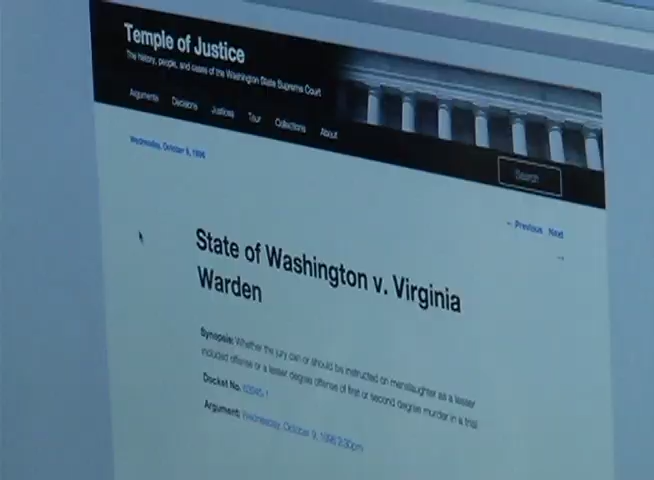 Temple of Justice
The history, people, and cases of the Washington State Supreme Court
Arguments Decisions Justices Tour Collections About
Search
Wednesday, October 9, 1996
← Previous Next
→
State of Washington v. Virginia
Warden
Synopsis: Whether the jury can or should be instructed on manslaughter as a lesser
included offense or a lesser degree offense of first or second degree murder in a trial
Docket No.
Argument: Wednesday, October 9, 1996 2:30pm